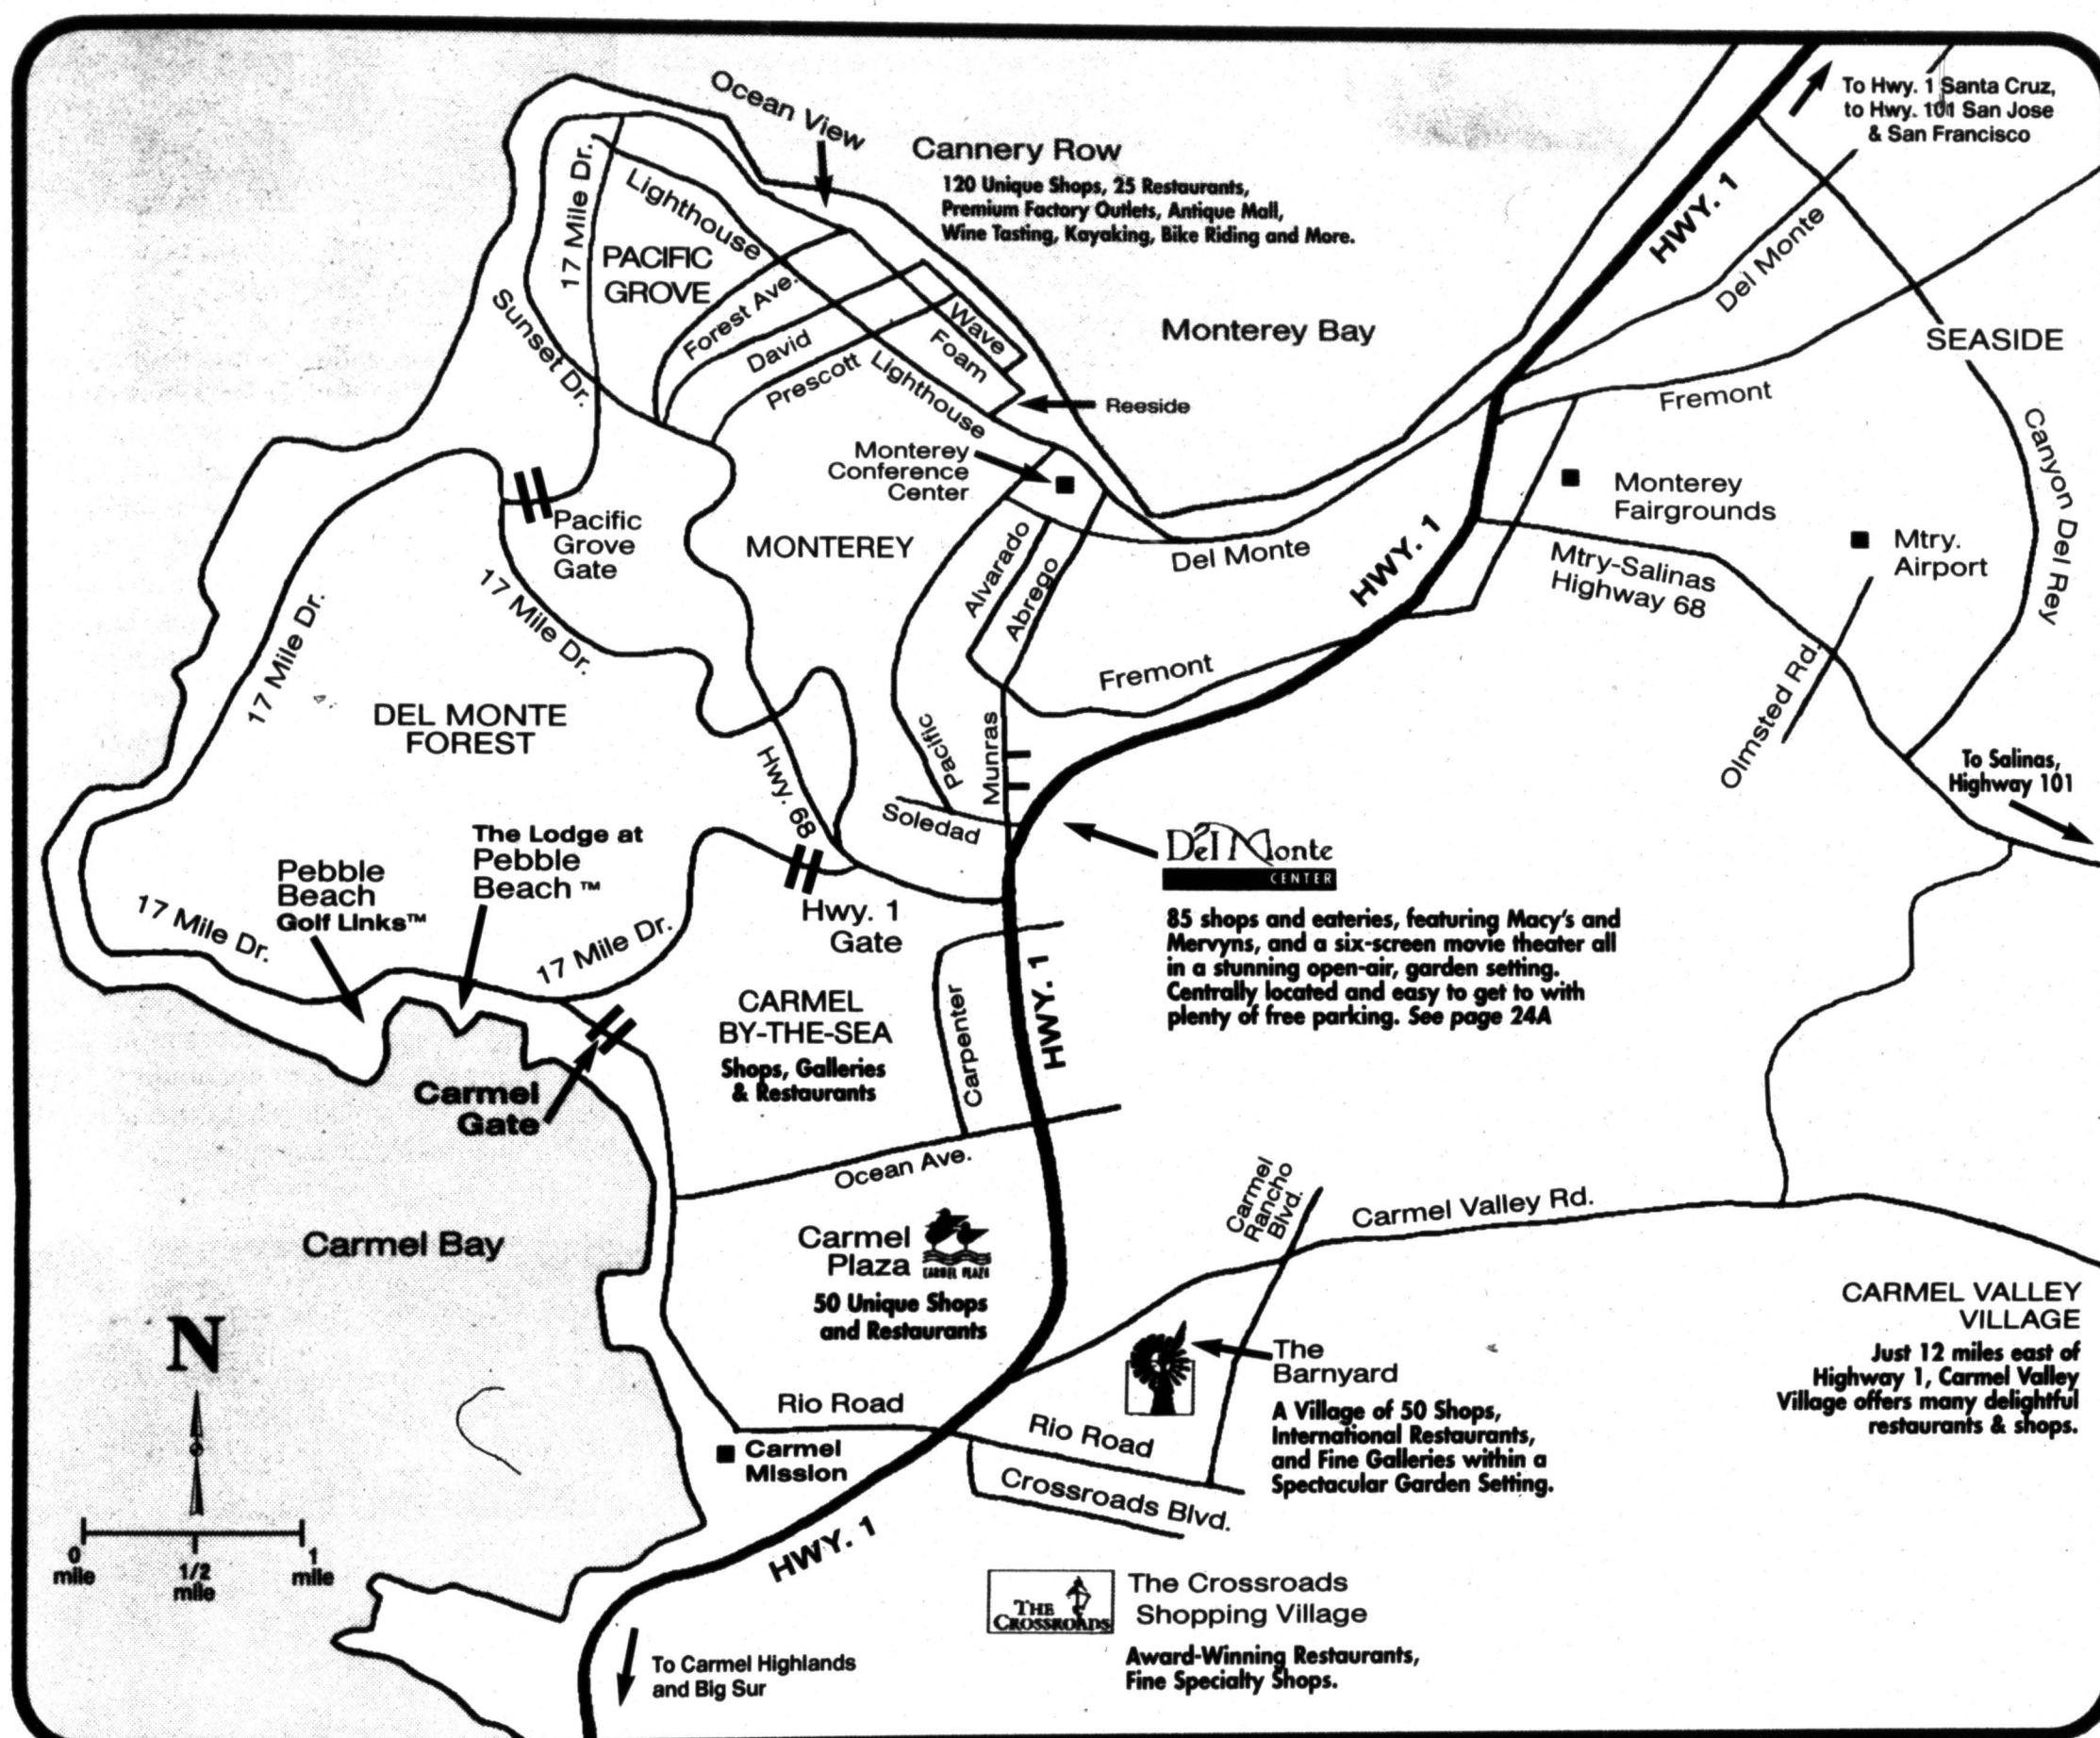 Ocean View
Cannery Row
120 Unique Shops, 25 Restaurants,
Premium Factory Outlets, Antique Mall,
Wine Tasting, Kayaking, Bike Riding and More.
To Hwy. 1 Santa Cruz,
to Hwy. 101 San Jose
& San Francisco
HWY. 1
Del Monte
17 Mile Dr.
Lighthouse
PACIFIC
GROVE
Sunset Dr.
Forest Ave.
David
Prescott
Wave
Foam
Lighthouse
Reeside
Monterey Bay
SEASIDE
Fremont
Canyon Del Rey
Monterey
Conference
Center
Monterey
Fairgrounds
Mtry.
Airport
Pacific
Grove
Gate
MONTEREY
Alvarado
Abrego
Del Monte
HWY. 1
Mtry-Salinas
Highway 68
17 Mile Dr.
17 Mile Dr.
Fremont
Olmsted Rd.
DEL MONTE
FOREST
Hwy. 68
Pacific
Munras
Soledad
To Salinas,
Highway 101
The Lodge at
Pebble
Beach ™
Pebble
Beach
Golf Links™
Del Monte
CENTER
85 shops and eateries, featuring Macy's and
Mervyns, and a six-screen movie theater all
in a stunning open-air, garden setting.
Centrally located and easy to get to with
plenty of free parking. See page 24A
17 Mile Dr.
17 Mile Dr.
Hwy. 1
Gate
CARMEL
BY-THE-SEA
Shops, Galleries
& Restaurants
Carpenter
HWY. 1
Carmel
Gate
Ocean Ave.
Carmel
Rancho
Blvd.
Carmel Valley Rd.
Carmel Bay
Carmel
Plaza
CARMEL PLAZA
50 Unique Shops
and Restaurants
CARMEL VALLEY
VILLAGE
Just 12 miles east of
Highway 1, Carmel Valley
Village offers many delightful
restaurants & shops.
The
Barnyard
A Village of 50 Shops,
International Restaurants,
and Fine Galleries within a
Spectacular Garden Setting.
N
Rio Road
Rio Road
Carmel
Mission
Crossroads Blvd.
HWY. 1
0
mile
1/2
mile
1
mile
THE
CROSSROADS
The Crossroads
Shopping Village
Award-Winning Restaurants,
Fine Specialty Shops.
To Carmel Highlands
and Big Sur